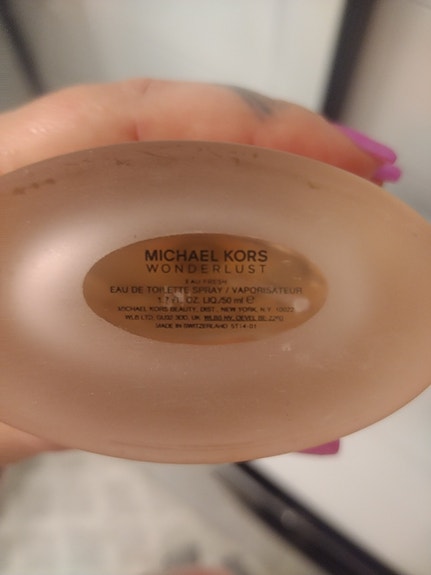 MICHAEL KORS
WONDERLUST
EAU FRESH
EAU DE TOILETTE SPRAY / VAPORISATEUR
1.7 FL. OZ. LIQ./50 ml ℮
MICHAEL KORS BEAUTY, DIST., NEW YORK, N.Y. 10022
MADE IN SWITZERLAND